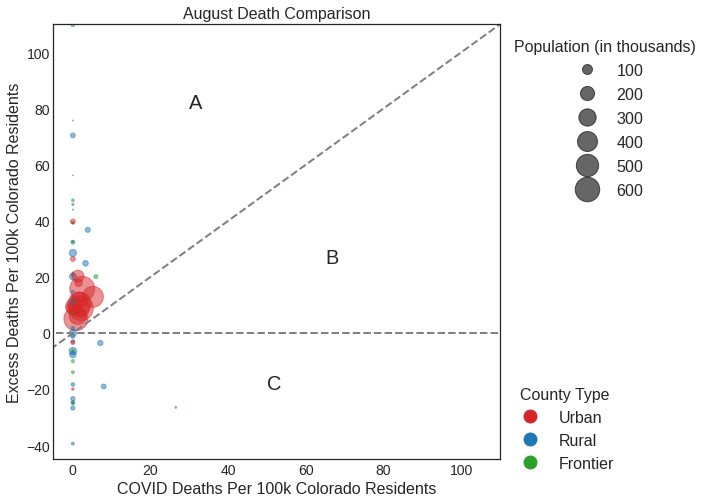 August Death Comparison
Excess Deaths Per 100k Colorado Residents
100
80
60
40
20
0
−20
−40
A
B
C
0 20 40 60 80 100
COVID Deaths Per 100k Colorado Residents
Population (in thousands)
100
200
300
400
500
600
County Type
Urban
Rural
Frontier